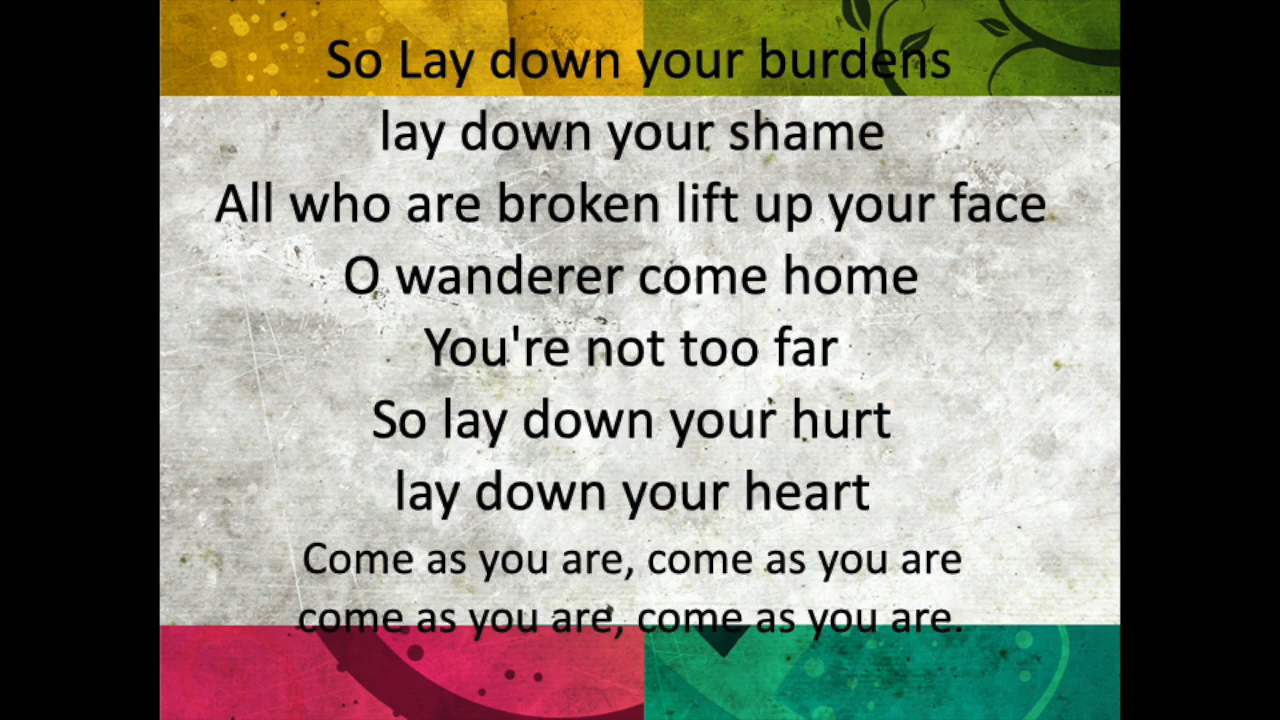 So Lay down your burdens
lay down your shame
All who are broken lift up your face
O wanderer come home
You're not too far
So lay down your hurt
lay down your heart
Come as you are, come as you are
come as you are, come as you are.